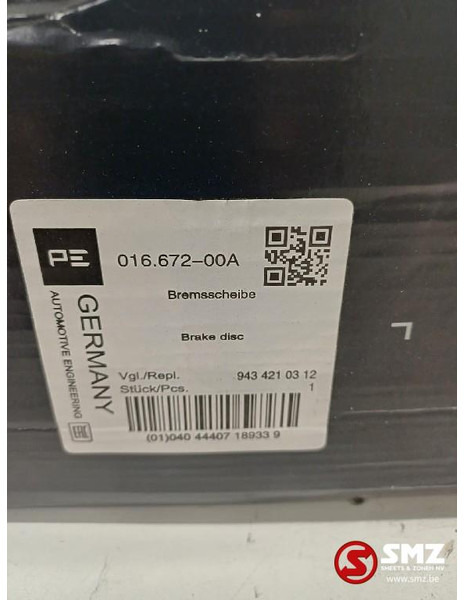 PE
016.672-00A
Bremsscheibe
Brake disc
GERMANY
AUTOMOTIVE ENGINEERING
Vgl./Repl. 943 421 03 12
Stück/Pcs. 1
(01)040 44407 18933 9
SMZ
SHEETS & ZONEN NV
www.smz.be